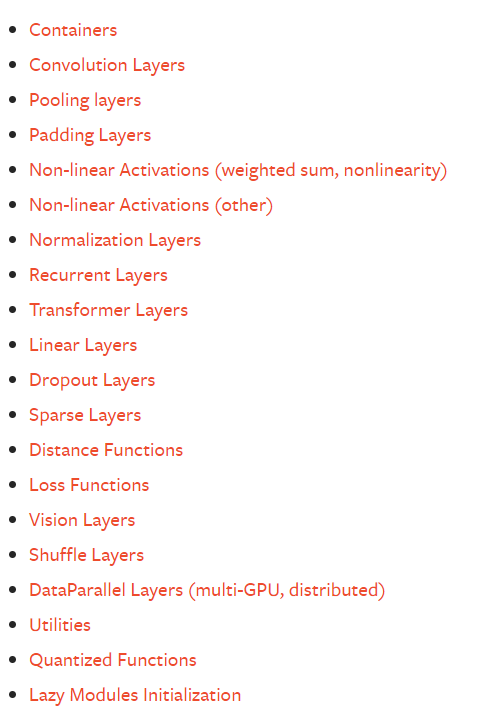 Containers
Convolution Layers
Pooling layers
Padding Layers
Non-linear Activations (weighted sum, nonlinearity)
Non-linear Activations (other)
Normalization Layers
Recurrent Layers
Transformer Layers
Linear Layers
Dropout Layers
Sparse Layers
Distance Functions
Loss Functions
Vision Layers
Shuffle Layers
DataParallel Layers (multi-GPU, distributed)
Utilities
Quantized Functions
Lazy Modules Initialization